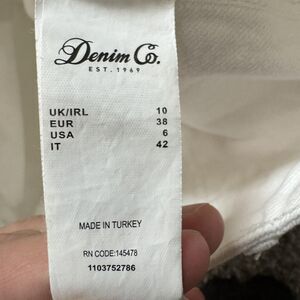 Denim Co.
EST. 1969
UK/IRL 10
EUR 38
USA 6
IT 42
MADE IN TURKEY
RN CODE:145478
1103752786